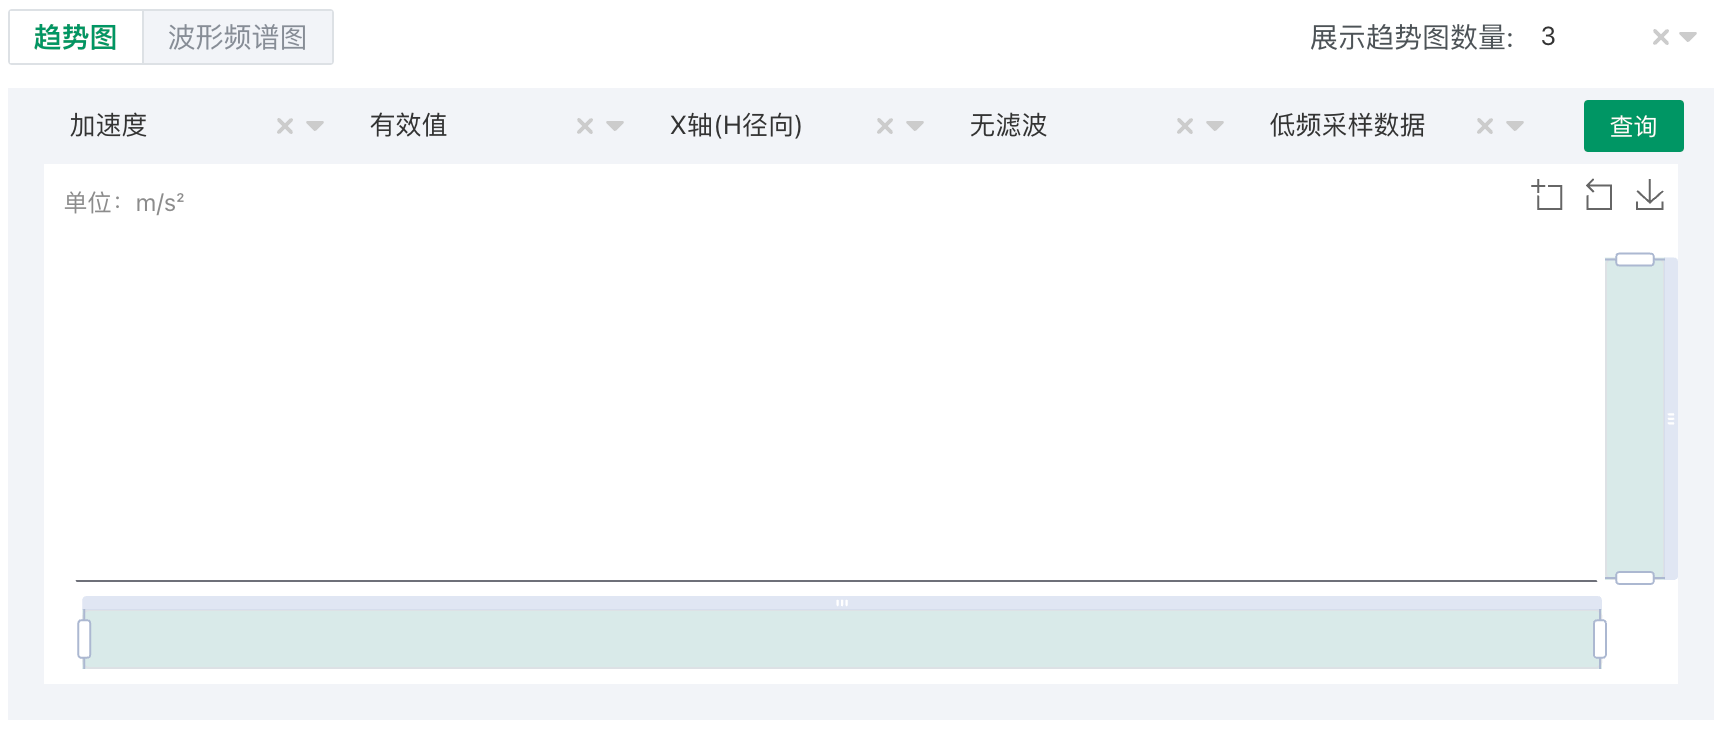 趋势图 波形频谱图 展示趋势图数量: 3
加速度 有效值 X轴(H径向) 无滤波 低频采样数据 查询
单位：m/s²